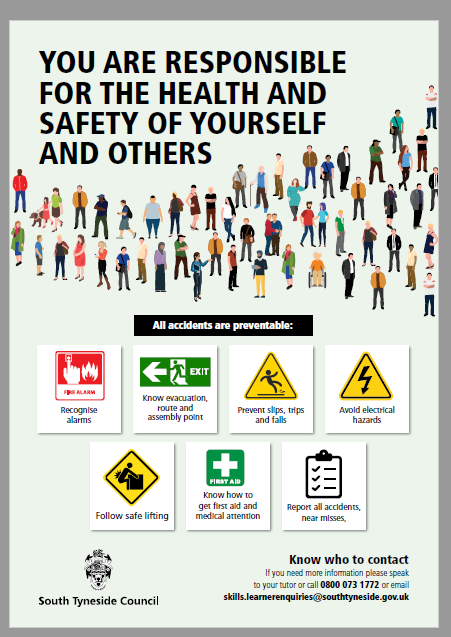 YOU ARE RESPONSIBLE
FOR THE HEALTH AND
SAFETY OF YOURSELF
AND OTHERS
All accidents are preventable:
FIRE ALARM
Recognise
alarms
EXIT
Know evacuation,
route and
assembly point
Prevent slips, trips
and falls
Avoid electrical
hazards
Follow safe lifting
FIRST AID
Know how to
get first aid and
medical attention
Report all accidents,
near misses,
South Tyneside Council
Know who to contact
If you need more information please speak
to your tutor or call 0800 073 1772 or email
skills.learnerenquiries@southtyneside.gov.uk